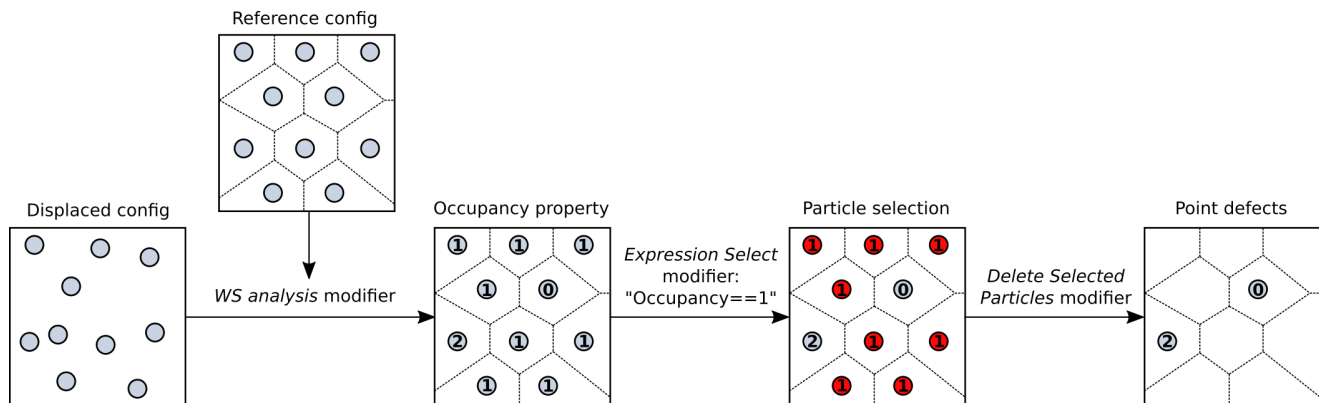 Reference config
Displaced config
WS analysis modifier
Occupancy property
1 1 1
1 0
2 1 1
1 1
Expression Select
modifier:
"Occupancy==1"
Particle selection
1 1 1
1 0
2 1 1
1 1
Delete Selected
Particles modifier
Point defects
0
2